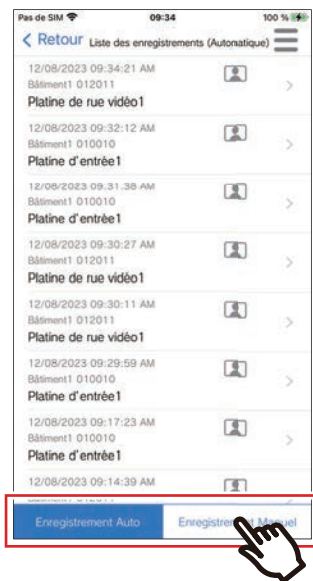 Pas de SIM 09:34 100 %
Retour Liste des enregistrements (Automatique)
12/08/2023 09:34:21 AM
Bâtiment1 012011
Platine de rue vidéo1
12/08/2023 09:32:12 AM
Bâtiment1 010010
Platine d'entrée1
12/08/2023 09:31:38 AM
Bâtiment1 010010
Platine d'entrée1
12/08/2023 09:30:27 AM
Bâtiment1 012011
Platine de rue vidéo1
12/08/2023 09:30:11 AM
Bâtiment1 012011
Platine de rue vidéo1
12/08/2023 09:29:59 AM
Bâtiment1 010010
Platine d'entrée1
12/08/2023 09:17:23 AM
Bâtiment1 010010
Platine d'entrée1
12/08/2023 09:14:39 AM
Enregistrement Auto Enregistrement Manuel